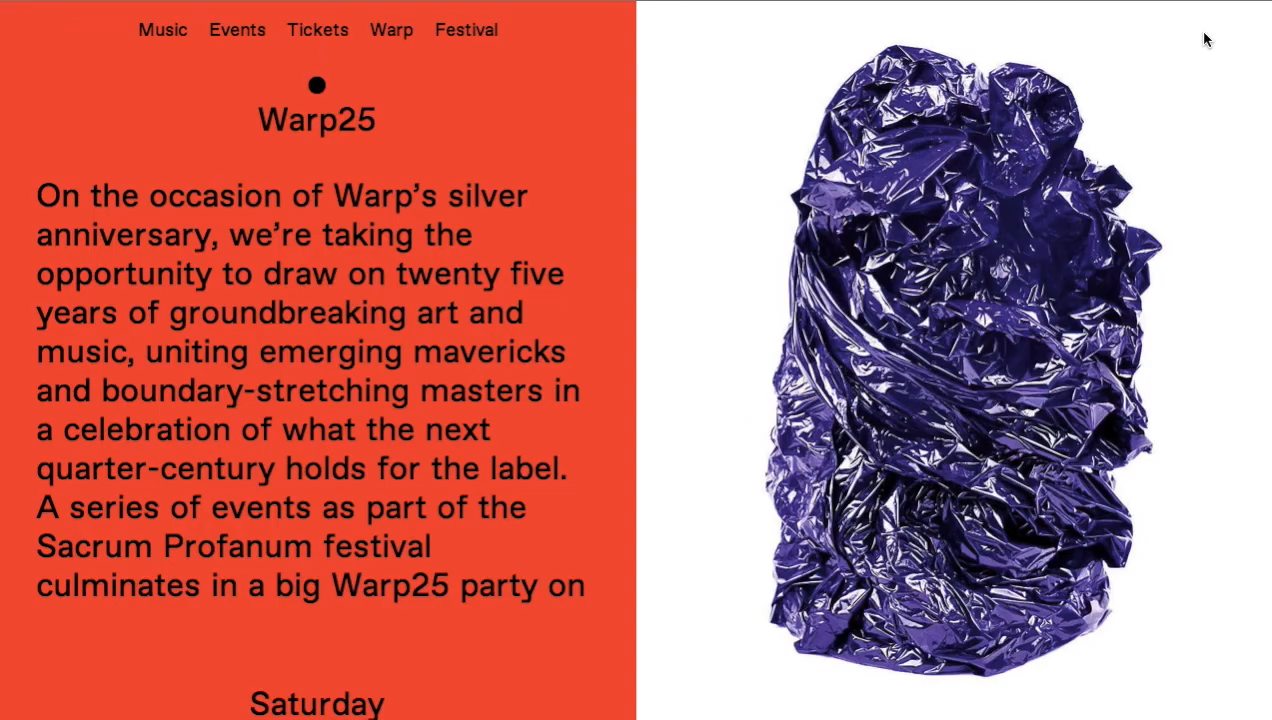 Music Events Tickets Warp Festival
Warp25
On the occasion of Warp’s silver
anniversary, we’re taking the
opportunity to draw on twenty five
years of groundbreaking art and
music, uniting emerging mavericks
and boundary-stretching masters in
a celebration of what the next
quarter-century holds for the label.
A series of events as part of the
Sacrum Profanum festival
culminates in a big Warp25 party on
Saturday